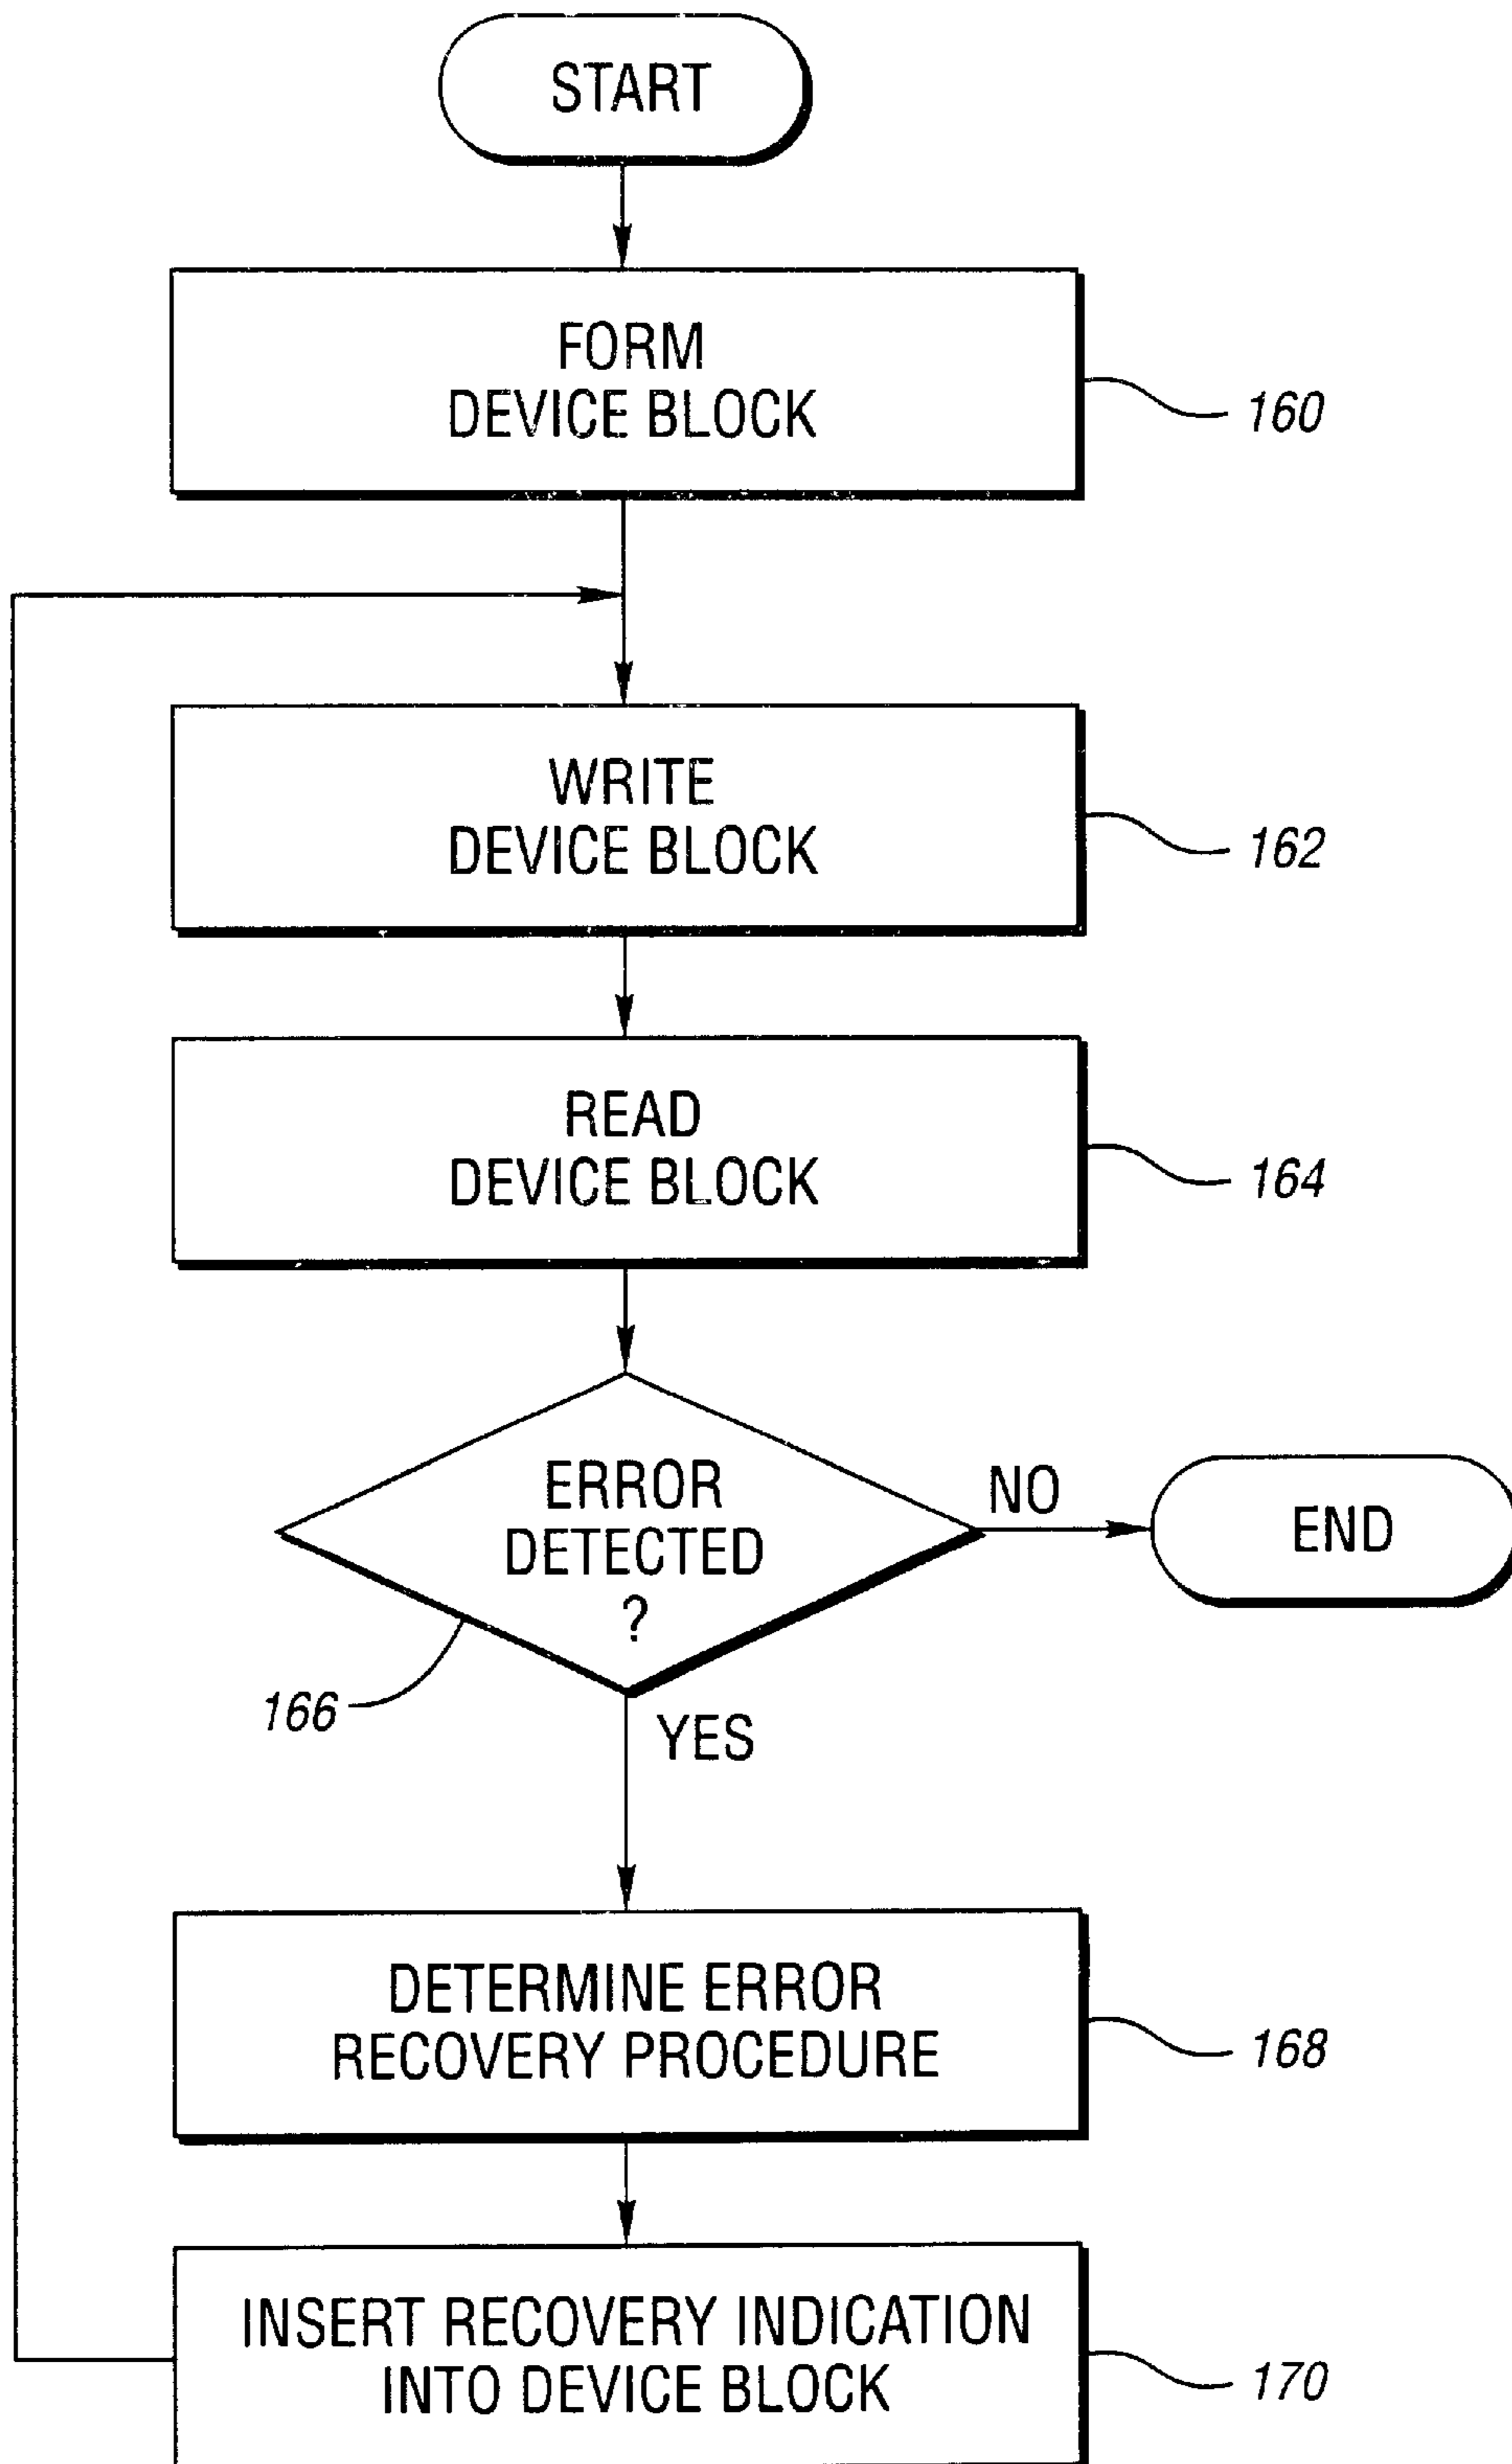 START
FORM
DEVICE BLOCK
160
WRITE
DEVICE BLOCK
162
READ
DEVICE BLOCK
164
ERROR
DETECTED
?
NO
END
166
YES
DETERMINE ERROR
RECOVERY PROCEDURE
168
INSERT RECOVERY INDICATION
INTO DEVICE BLOCK
170